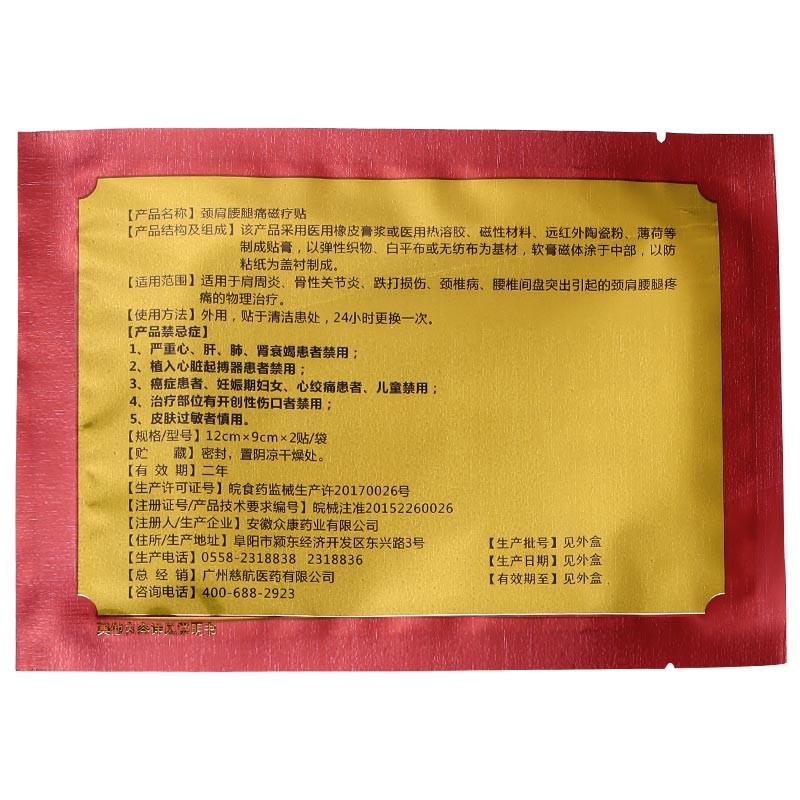 【产品名称】颈肩腰腿痛磁疗贴
【产品结构及组成】该产品采用医用橡皮膏浆或医用热溶胶、磁性材料、远红外陶瓷粉、薄荷等
制成贴膏，以弹性织物、白平布或无纺布为基材，软膏磁体涂于中部，以防
粘纸为盖衬制成。
【适用范围】适用于肩周炎、骨性关节炎、跌打损伤、颈椎病、腰椎间盘突出引起的颈肩腰腿疼
痛的物理治疗。
【使用方法】外用，贴于清洁患处，24小时更换一次。
【产品禁忌症】
1、严重心、肝、肺、肾衰竭患者禁用；
2、植入心脏起搏器患者禁用；
3、癌症患者、妊娠期妇女、心绞痛患者、儿童禁用；
4、治疗部位有开创性伤口者禁用；
5、皮肤过敏者慎用。
【规格/型号】12cm×9cm×2贴/袋
【贮 藏】密封，置阴凉干燥处。
【有 效 期】二年
【生产许可证号】皖食药监械生产许20170026号
【注册证号/产品技术要求编号】皖械注准20152260026
【注册人/生产企业】安徽众康药业有限公司
【住所/生产地址】阜阳市颍东经济开发区东兴路3号 【生产批号】见外盒
【生产电话】0558-2318838 2318836 【生产日期】见外盒
【总 经 销】广州慈航医药有限公司 【有效期至】见外盒
【咨询电话】400-688-2923
其他内容详见说明书